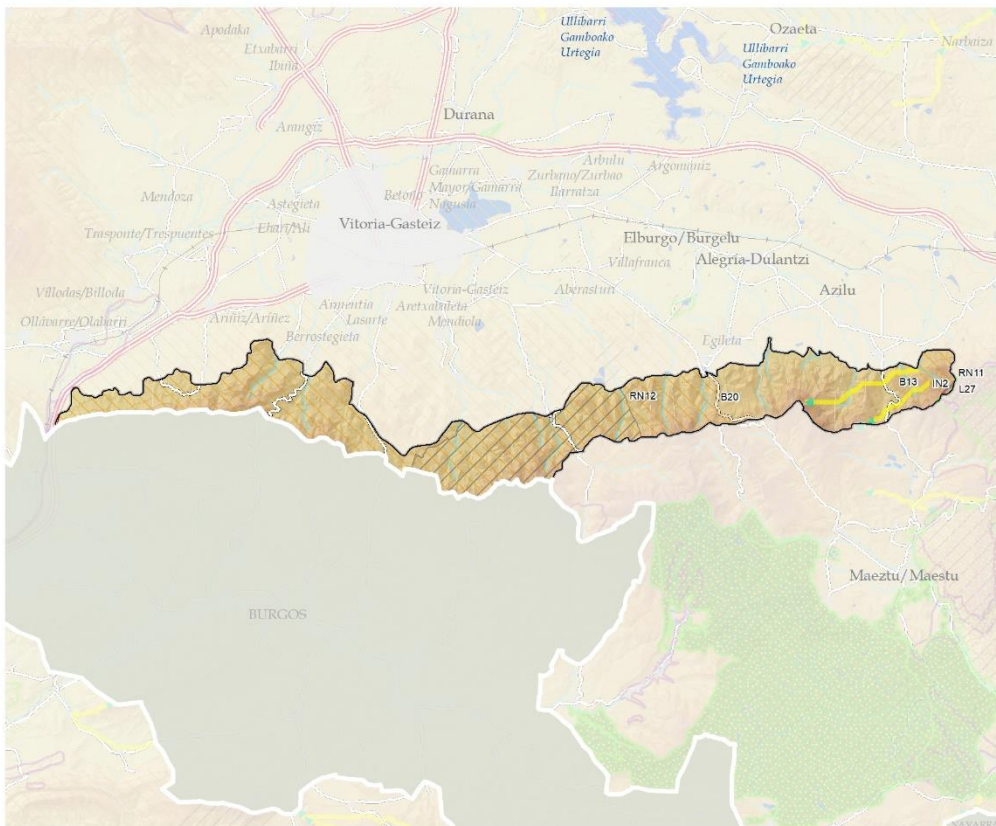 Apodaka
Etxabarri
Ibiña
Ullibarri
Gamboako
Urtegia
Ozaeta
Narbaiza
Ullibarri
Gamboako
Urtegia
Durana
Arangiz
Mendoza
Astegieta
Betoño
Gamarra
Mayor/Gamarra
Nagusia
Arbulu
Zurbano/Zurbao
Ilarratza
Argomaniz
Trasponte/Trespuentes
Ehari/Ali
Vitoria-Gasteiz
Elburgo/Burgelu
Villafranca
Alegría-Dulantzi
Villodas/Billoda
Ollávarre/Olabarri
Ariñiz/Aríñez
Armentia
Lasarte
Berrostegieta
Vitoria-Gasteiz
Aretxabaleta
Mendiola
Aberasturi
Azilu
Egileta
RN12
B20
B13
IN2
RN11
L27
Maeztu/Maestu
BURGOS
NAVARRA